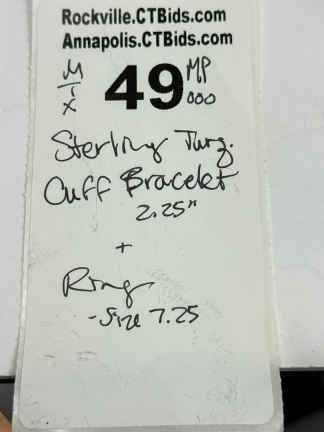 Rockville.CTBids.com
Annapolis.CTBids.com
M
I
X
49
MP
000
Sterling Turq.
Cuff Bracelet
2.25"
+
Ring
-Size 7.25